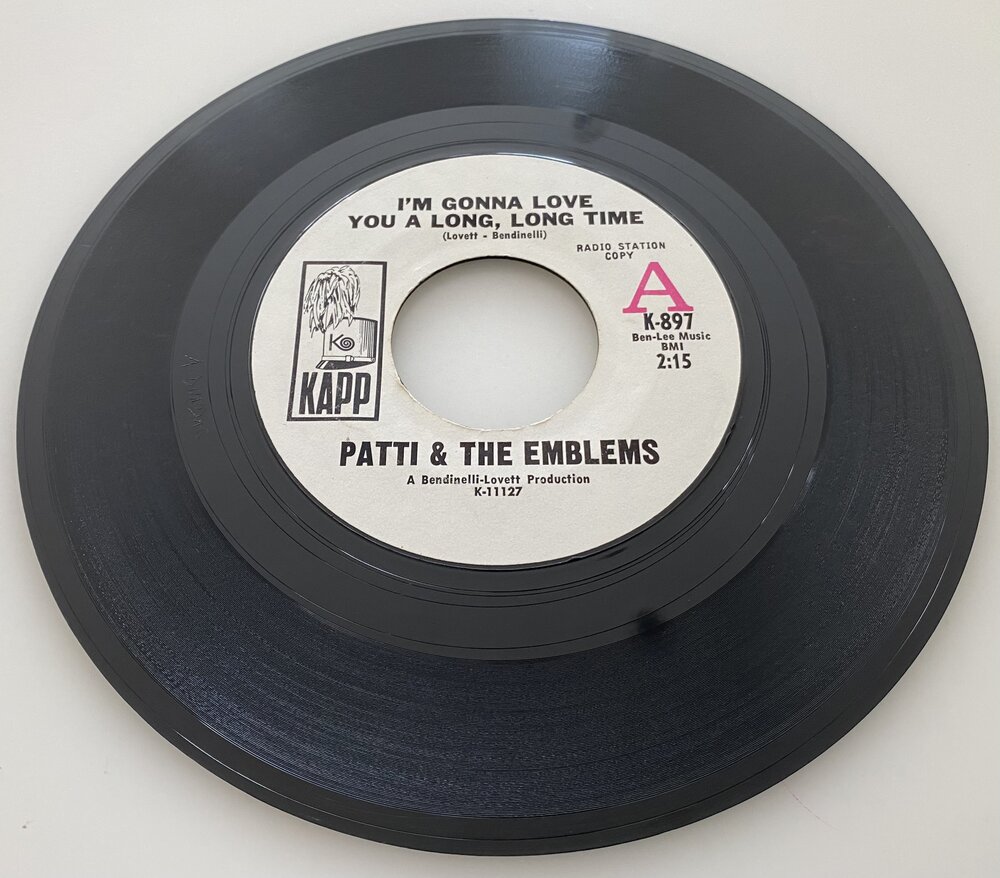 I'M GONNA LOVE
YOU A LONG, LONG TIME
(Lovett - Bendinelli)
RADIO STATION
COPY
A
K-897
Ben-Lee Music
BMI
2:15
K
KAPP
PATTI & THE EMBLEMS
A Bendinelli-Lovett Production
K-11127